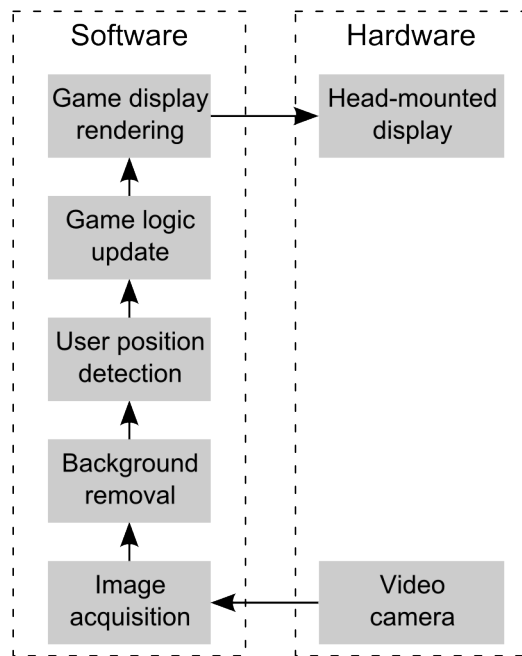 Software
Hardware
Game display
rendering
Head-mounted
display
Game logic
update
User position
detection
Background
removal
Image
acquisition
Video
camera